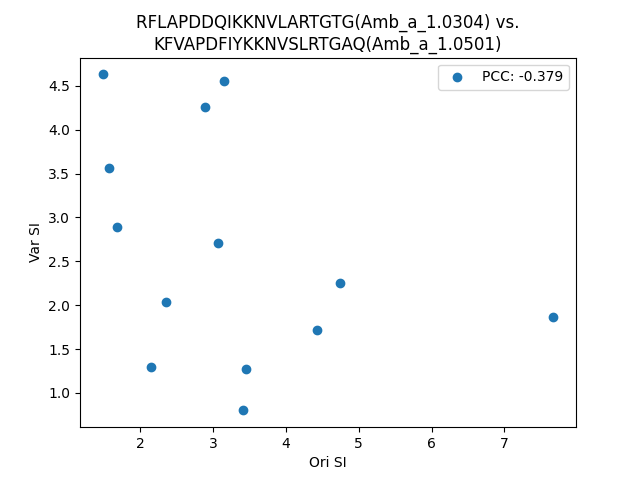 RFLAPDDQIKKNVLARTGTG(Amb_a_1.0304) vs.
KFVAPDFIYKKNVSLRTGAQ(Amb_a_1.0501)
PCC: -0.379
4.5
4.0
3.5
3.0
2.5
2.0
1.5
1.0
Var SI
2 3 4 5 6 7
Ori SI